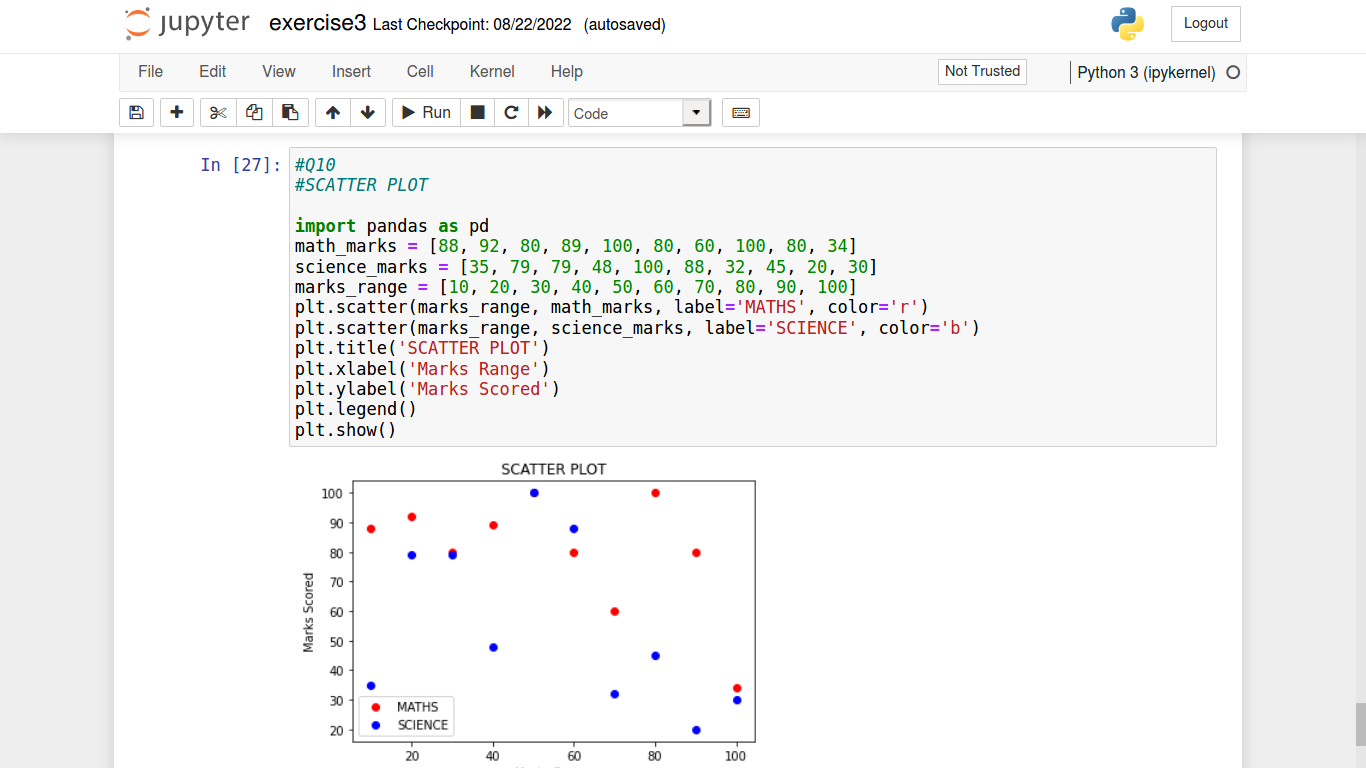 jupyter exercise3 Last Checkpoint: 08/22/2022 (autosaved) Logout
File Edit View Insert Cell Kernel Help Not Trusted Python 3 (ipykernel)
Run Code
In [27]: #Q10
#SCATTER PLOT
import pandas as pd
math_marks = [88, 92, 80, 89, 100, 80, 60, 100, 80, 34]
science_marks = [35, 79, 79, 48, 100, 88, 32, 45, 20, 30]
marks_range = [10, 20, 30, 40, 50, 60, 70, 80, 90, 100]
plt.scatter(marks_range, math_marks, label='MATHS', color='r')
plt.scatter(marks_range, science_marks, label='SCIENCE', color='b')
plt.title('SCATTER PLOT')
plt.xlabel('Marks Range')
plt.ylabel('Marks Scored')
plt.legend()
plt.show()
SCATTER PLOT
Marks Scored
100
90
80
70
60
50
40
30
20
MATHS
SCIENCE
20 40 60 80 100